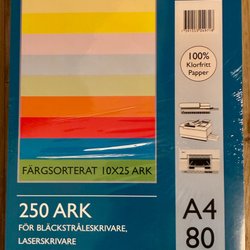 100%
Klorfritt
Papper
FÄRGSORTERAT 10X25 ARK
250 ARK
FÖR BLÄCKSTRÅLESKRIVARE,
LASERSKRIVARE
A4
80